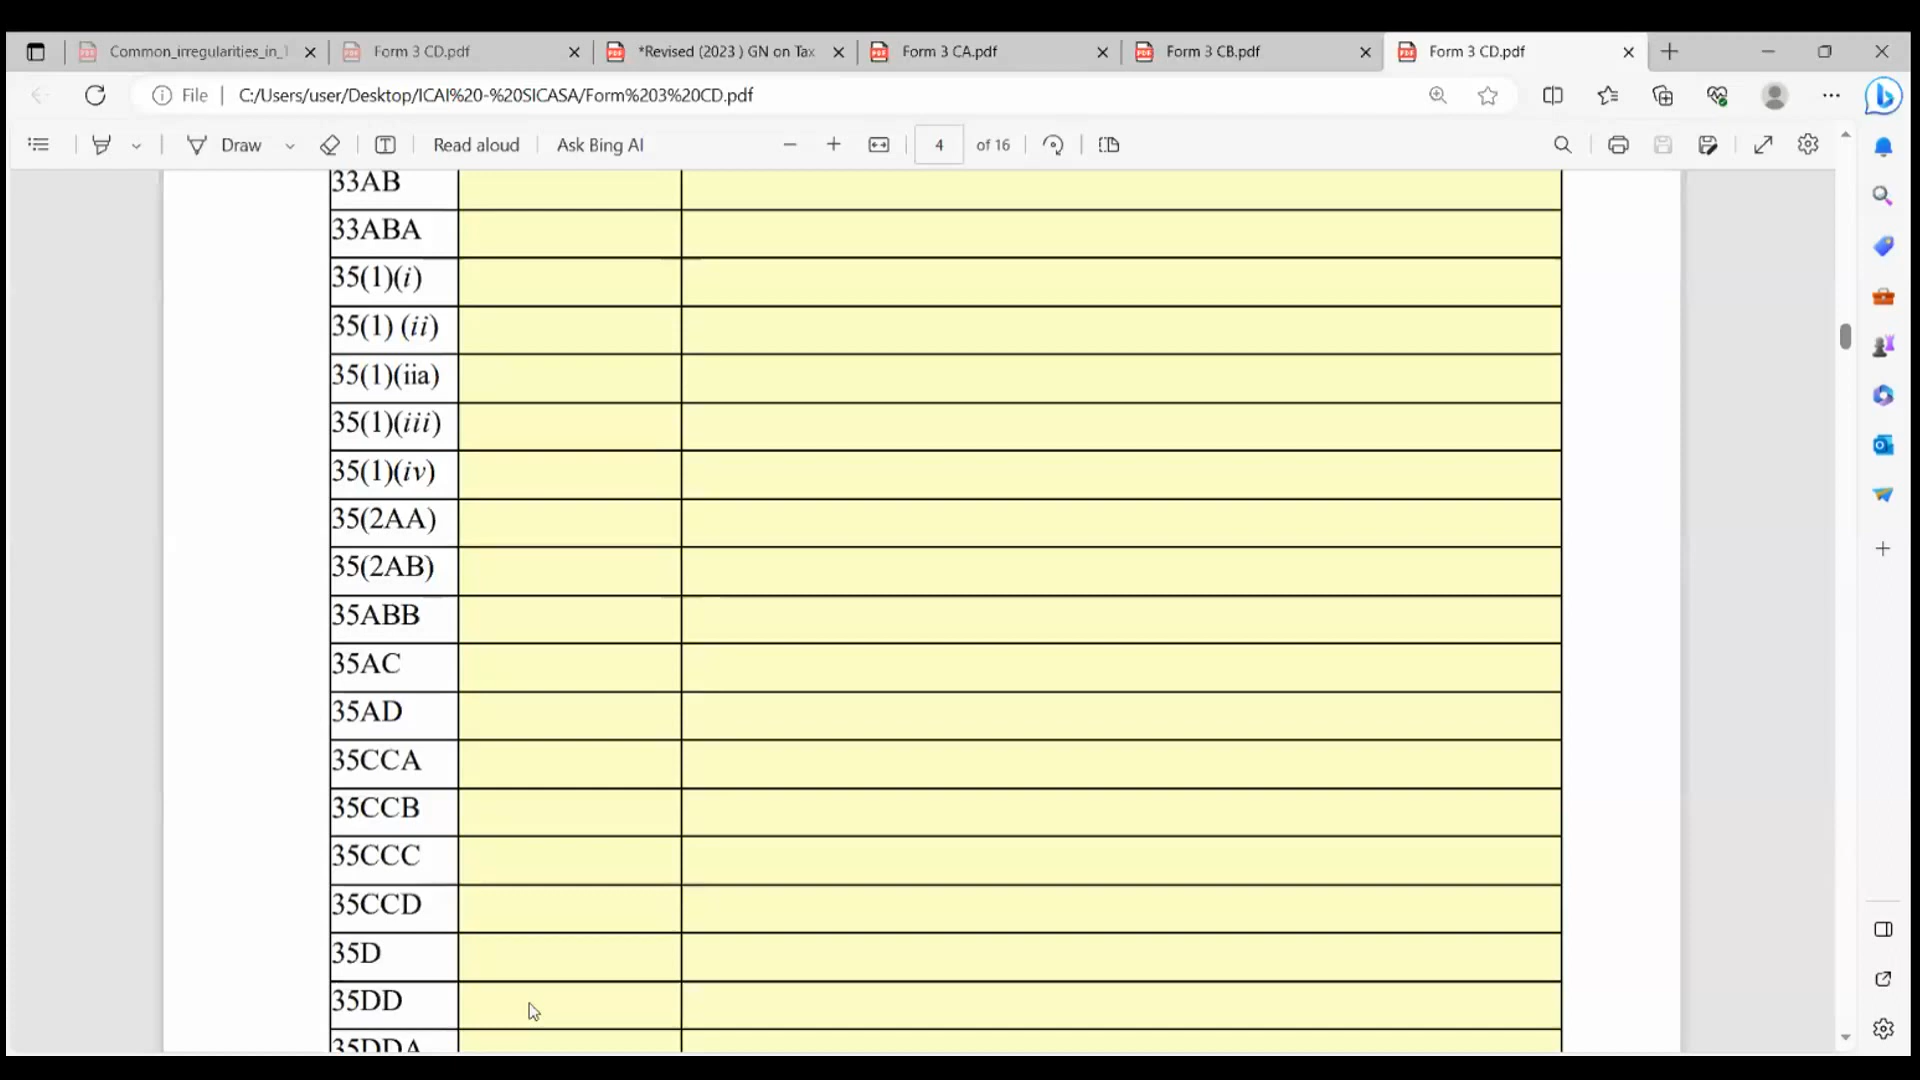 Common_irregularities_in_
Form 3 CD.pdf
*Revised (2023 ) GN on Tax
Form 3 CA.pdf
Form 3 CB.pdf
Form 3 CD.pdf
File
C:/Users/user/Desktop/ICAI%20-%20SICASA/Form%203%20CD.pdf
Draw
Read aloud
Ask Bing AI
4
of 16
33AB
33ABA
35(1)(i)
35(1) (ii)
35(1)(iia)
35(1)(iii)
35(1)(iv)
35(2AA)
35(2AB)
35ABB
35AC
35AD
35CCA
35CCB
35CCC
35CCD
35D
35DD
35DDA